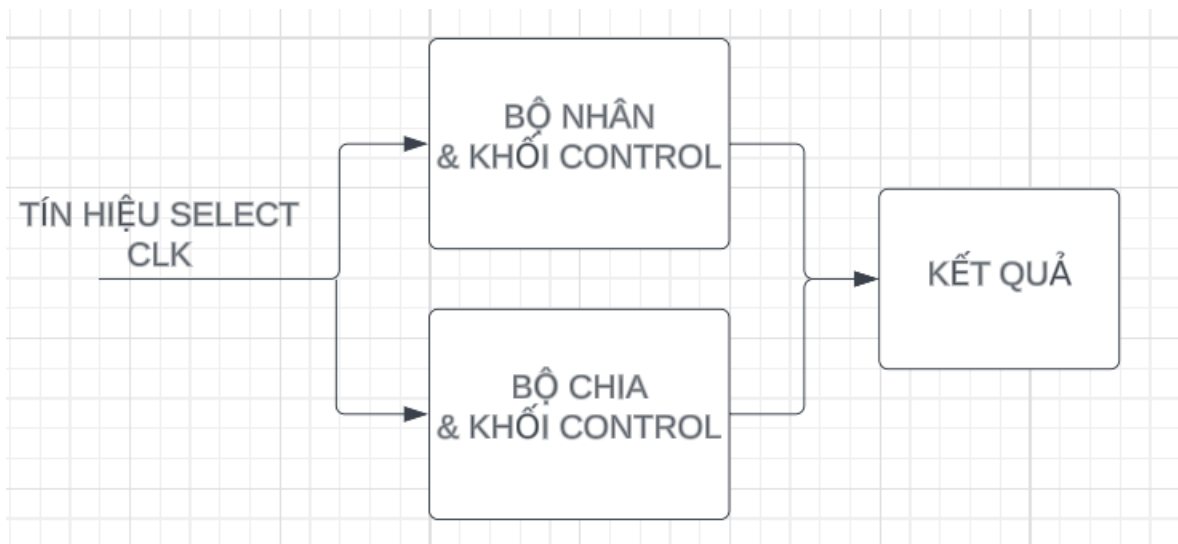 BỘ NHÂN
& KHỐI CONTROL
TÍN HIỆU SELECT
CLK
KẾT QUẢ
BỘ CHIA
& KHỐI CONTROL